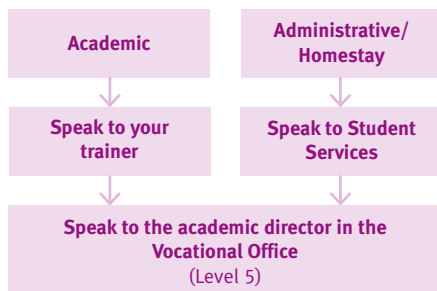 Academic
Administrative/
Homestay
Speak to your
trainer
Speak to Student
Services
Speak to the academic director in the
Vocational Office
(Level 5)